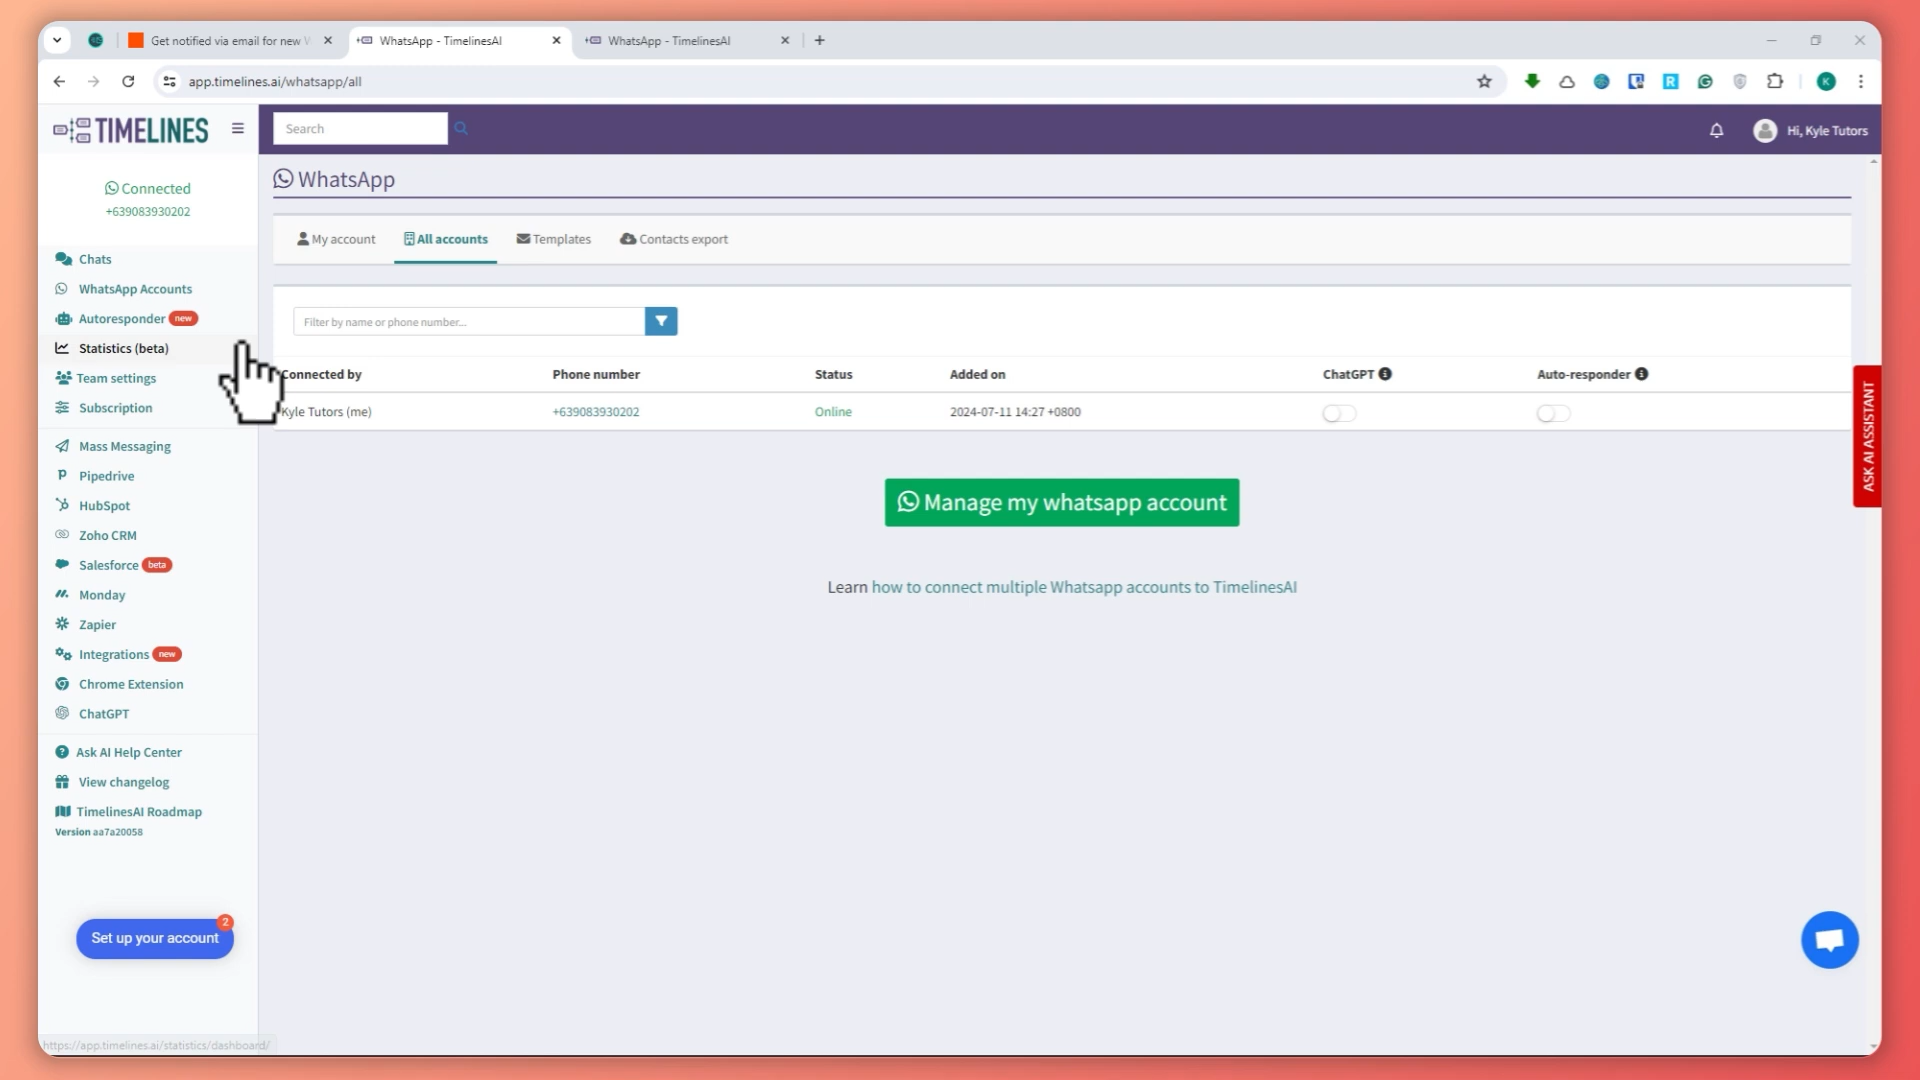 Get notified via email for new
WhatsApp - TimelinesAI
WhatsApp - TimelinesAI
app.timelines.ai/whatsapp/all
R
K
TIMELINES
Search
Hi, Kyle Tutors
Connected
+639083930202
Chats
WhatsApp Accounts
Autoresponder new
Statistics (beta)
Team settings
Subscription
Mass Messaging
Pipedrive
HubSpot
Zoho CRM
Salesforce beta
Monday
Zapier
Integrations new
Chrome Extension
ChatGPT
Ask AI Help Center
View changelog
TimelinesAI Roadmap
Version aa7a20058
2
Set up your account
https://app.timelines.ai/statistics/dashboard/
WhatsApp
My account All accounts Templates Contacts export
Filter by name or phone number...
Connected by Phone number Status Added on ChatGPT Auto-responder
Kyle Tutors (me) +639083930202 Online 2024-07-11 14:27 +0800
Manage my whatsapp account
Learn how to connect multiple Whatsapp accounts to TimelinesAI
ASK AI ASSISTANT